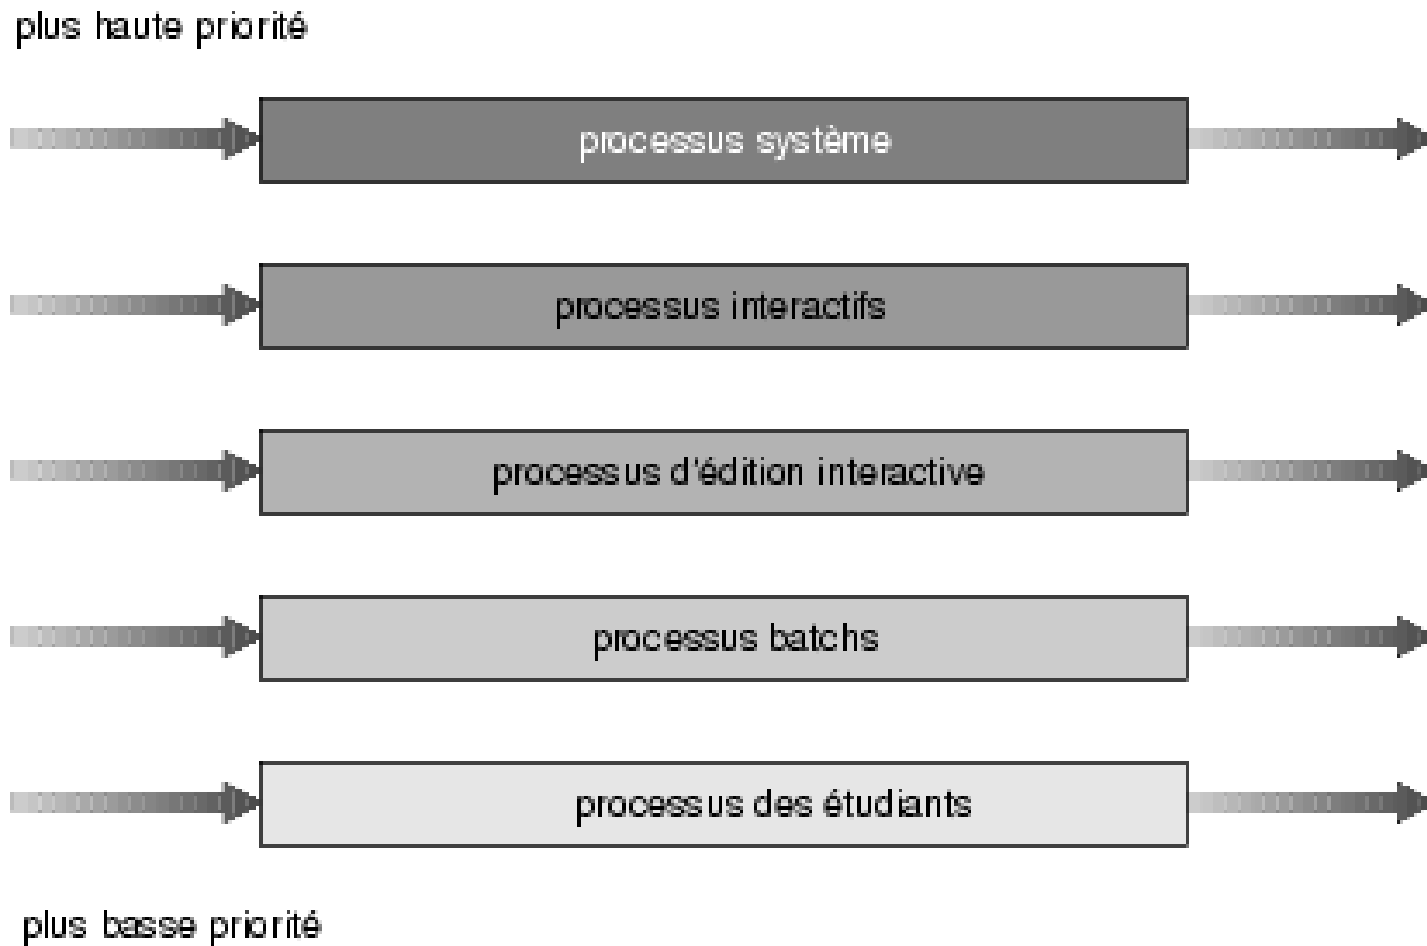 plus haute priorité
processus système
processus interactifs
processus d'édition interactive
processus batchs
processus des étudiants
plus basse priorité